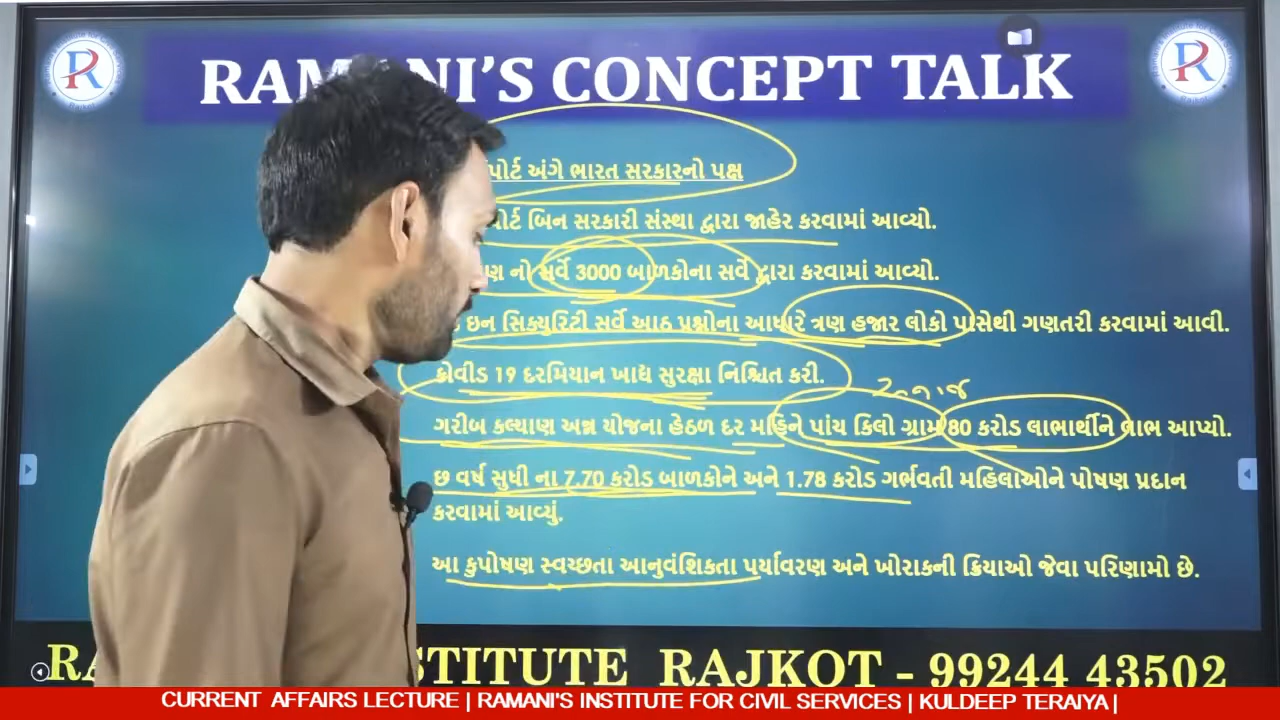 RAMANI'S CONCEPT TALK
અંગે ભારત સરકારનો પક્ષ
બિન સરકારી સંસ્થા દ્વારા જાહેર કરવામાં આવ્યો.
નો સર્વે 3000 બાળકોના સર્વે દ્વારા કરવામાં આવ્યો.
ઇન સિક્યુરિટી સર્વે આઠ પ્રશ્નોના આધારે ત્રણ હજાર લોકો પાસેથી ગણતરી કરવામાં આવી.
કોવીડ 19 દરમિયાન ખાદ્ય સુરક્ષા નિશ્ચિત કરી.
ગરીબ કલ્યાણ અન્ન યોજના હેઠળ દર મહિને પાંચ કિલો ગ્રામ 80 કરોડ લાભાર્થીને લાભ આપ્યો.
છ વર્ષ સુધી ના 7.70 કરોડ બાળકોને અને 1.78 કરોડ ગર્ભવતી મહિલાઓને પોષણ પ્રદાન
કરવામાં આવ્યું.
આ કુપોષણ સ્વચ્છતા આનુવંશિકતા પર્યાવરણ અને ખોરાકની ક્રિયાઓ જેવા પરિણામો છે.
RAJKOT - 99244 43502
CURRENT AFFAIRS LECTURE | RAMANI'S INSTITUTE FOR CIVIL SERVICES | KULDEEP TERAIYA |